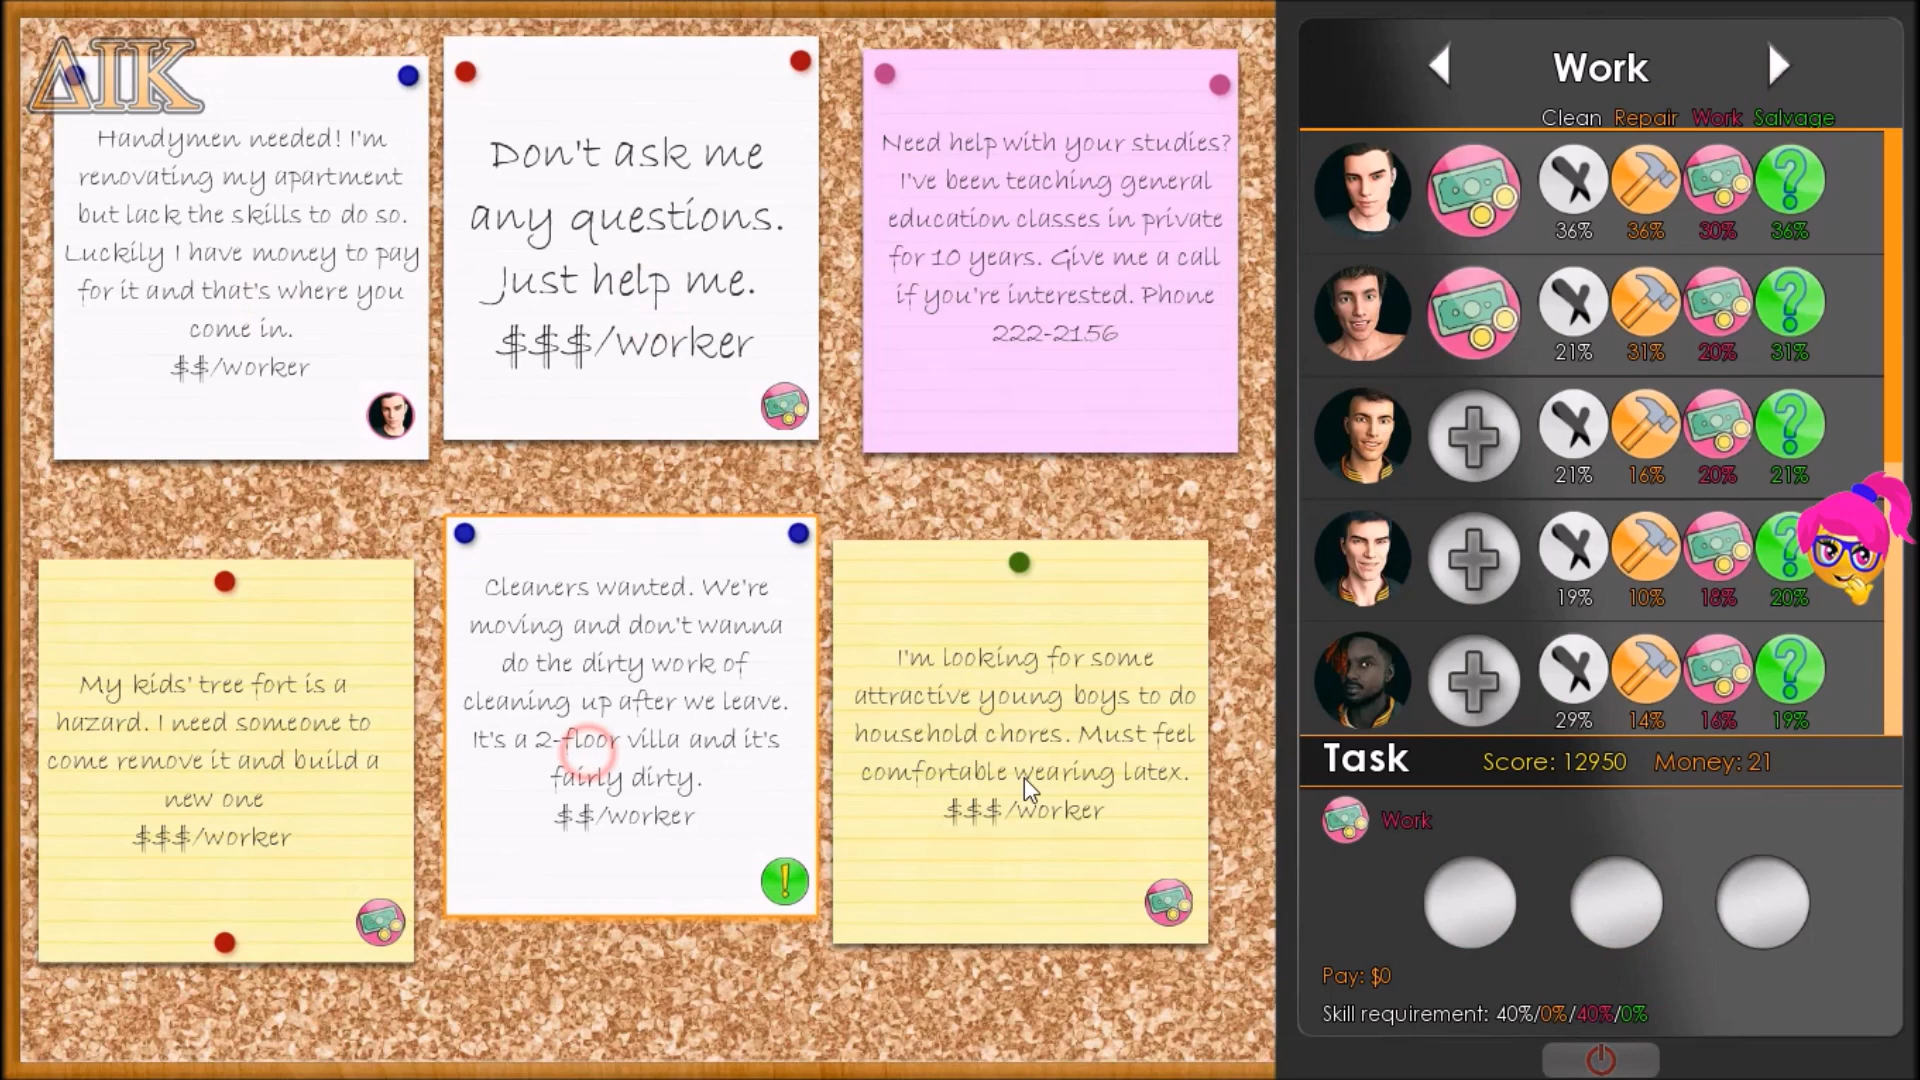 ΔIK
Handymen needed! I'm
renovating my apartment
but lack the skills to do so.
Luckily I have money to pay
for it and that's where you
come in.
$$/worker
Don't ask me
any questions.
Just help me.
$$$/worker
Need help with your studies?
I've been teaching general
education classes in private
for 10 years. Give me a call
if you're interested. Phone
222-2156
My kids' tree fort is a
hazard. I need someone to
come remove it and build a
new one
$$$/worker
Cleaners wanted. We're
moving and don't wanna
do the dirty work of
cleaning up after we leave.
It's a 2-floor villa and it's
fairly dirty.
$$/worker
I'm looking for some
attractive young boys to do
household chores. Must feel
comfortable wearing latex.
$$$/worker
Work
Clean Repair Work Salvage
36% 36% 30% 36%
21% 31% 20% 31%
21% 16% 20% 21%
19% 10% 18% 20%
29% 14% 16% 19%
Task Score: 12950 Money: 21
Work
Pay: $0
Skill requirement: 40%/0%/40%/0%